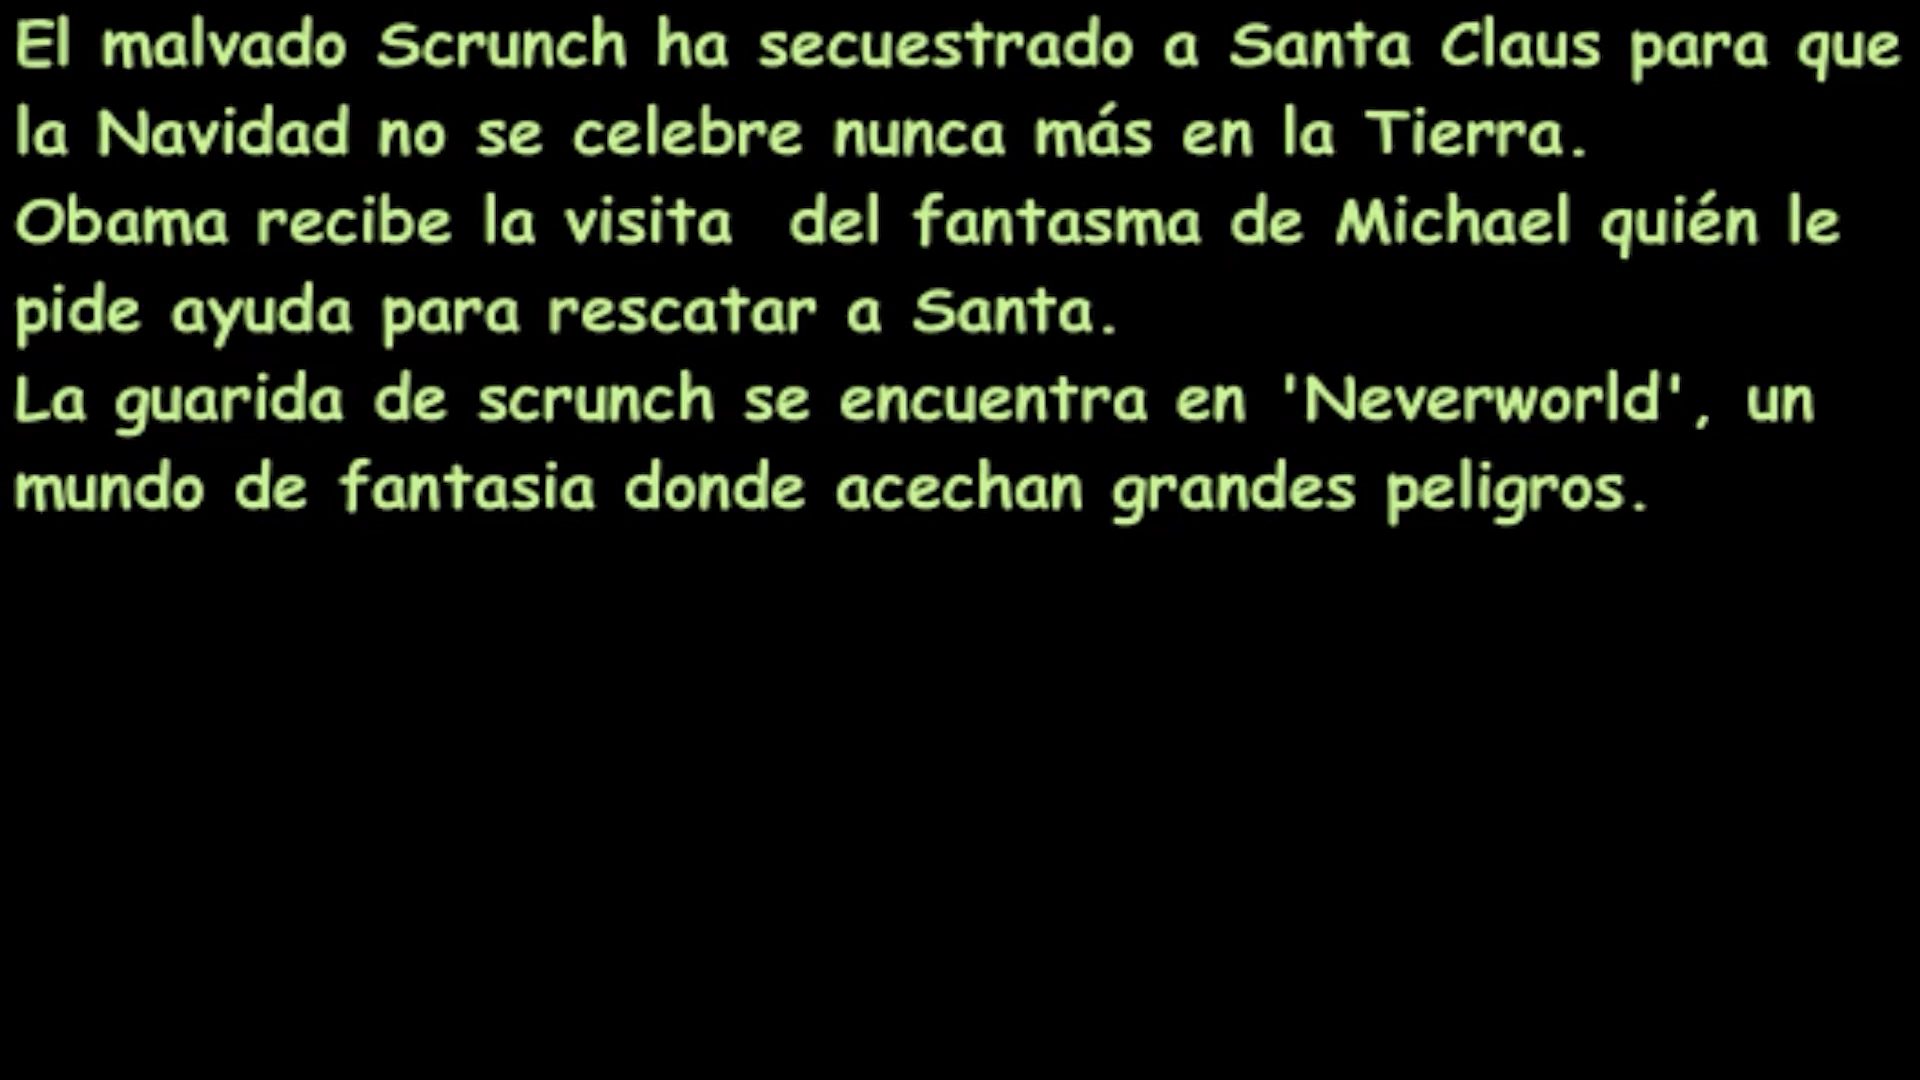 El malvado Scrunch ha secuestrado a Santa Claus para que
la Navidad no se celebre nunca más en la Tierra.
Obama recibe la visita  del fantasma de Michael quién le
pide ayuda para rescatar a Santa.
La guarida de scrunch se encuentra en 'Neverworld', un
mundo de fantasia donde acechan grandes peligros.